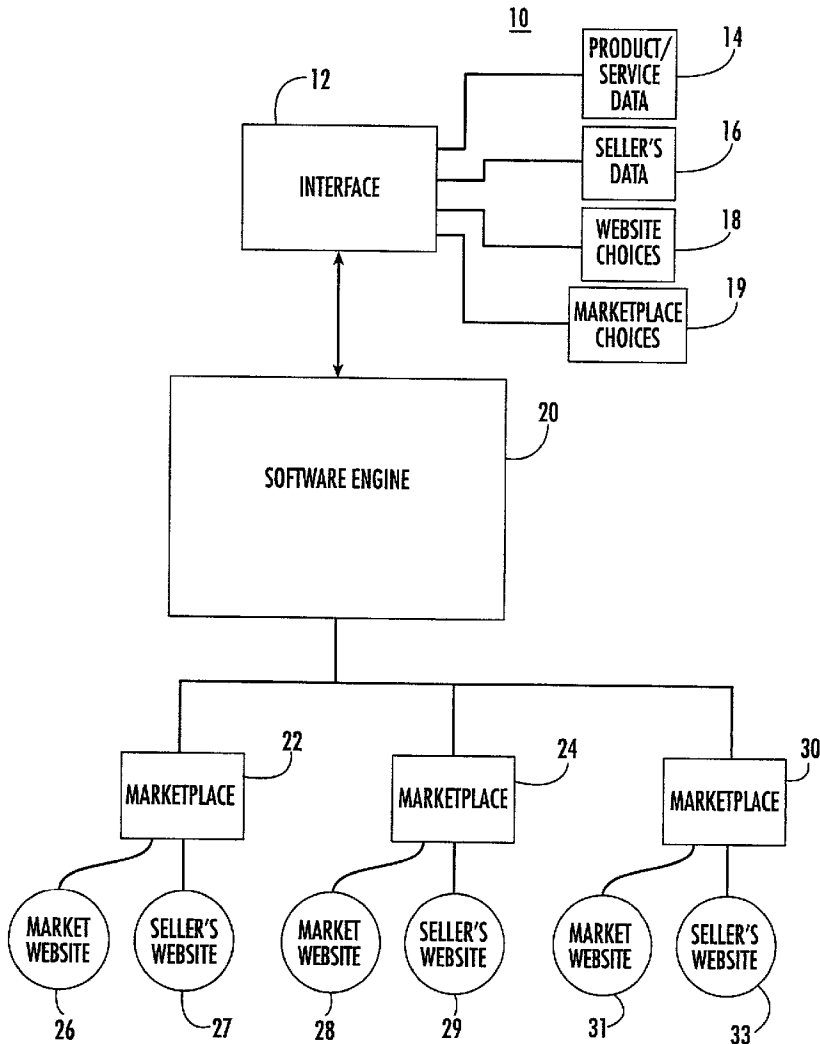 10
PRODUCT/
SERVICE
DATA
14
12
INTERFACE
SELLER'S
DATA
16
WEBSITE
CHOICES
18
MARKETPLACE
CHOICES
19
SOFTWARE ENGINE
20
MARKETPLACE
22
MARKETPLACE
24
MARKETPLACE
30
MARKET
WEBSITE
SELLER'S
WEBSITE
MARKET
WEBSITE
SELLER'S
WEBSITE
MARKET
WEBSITE
SELLER'S
WEBSITE
26
27
28
29
31
33